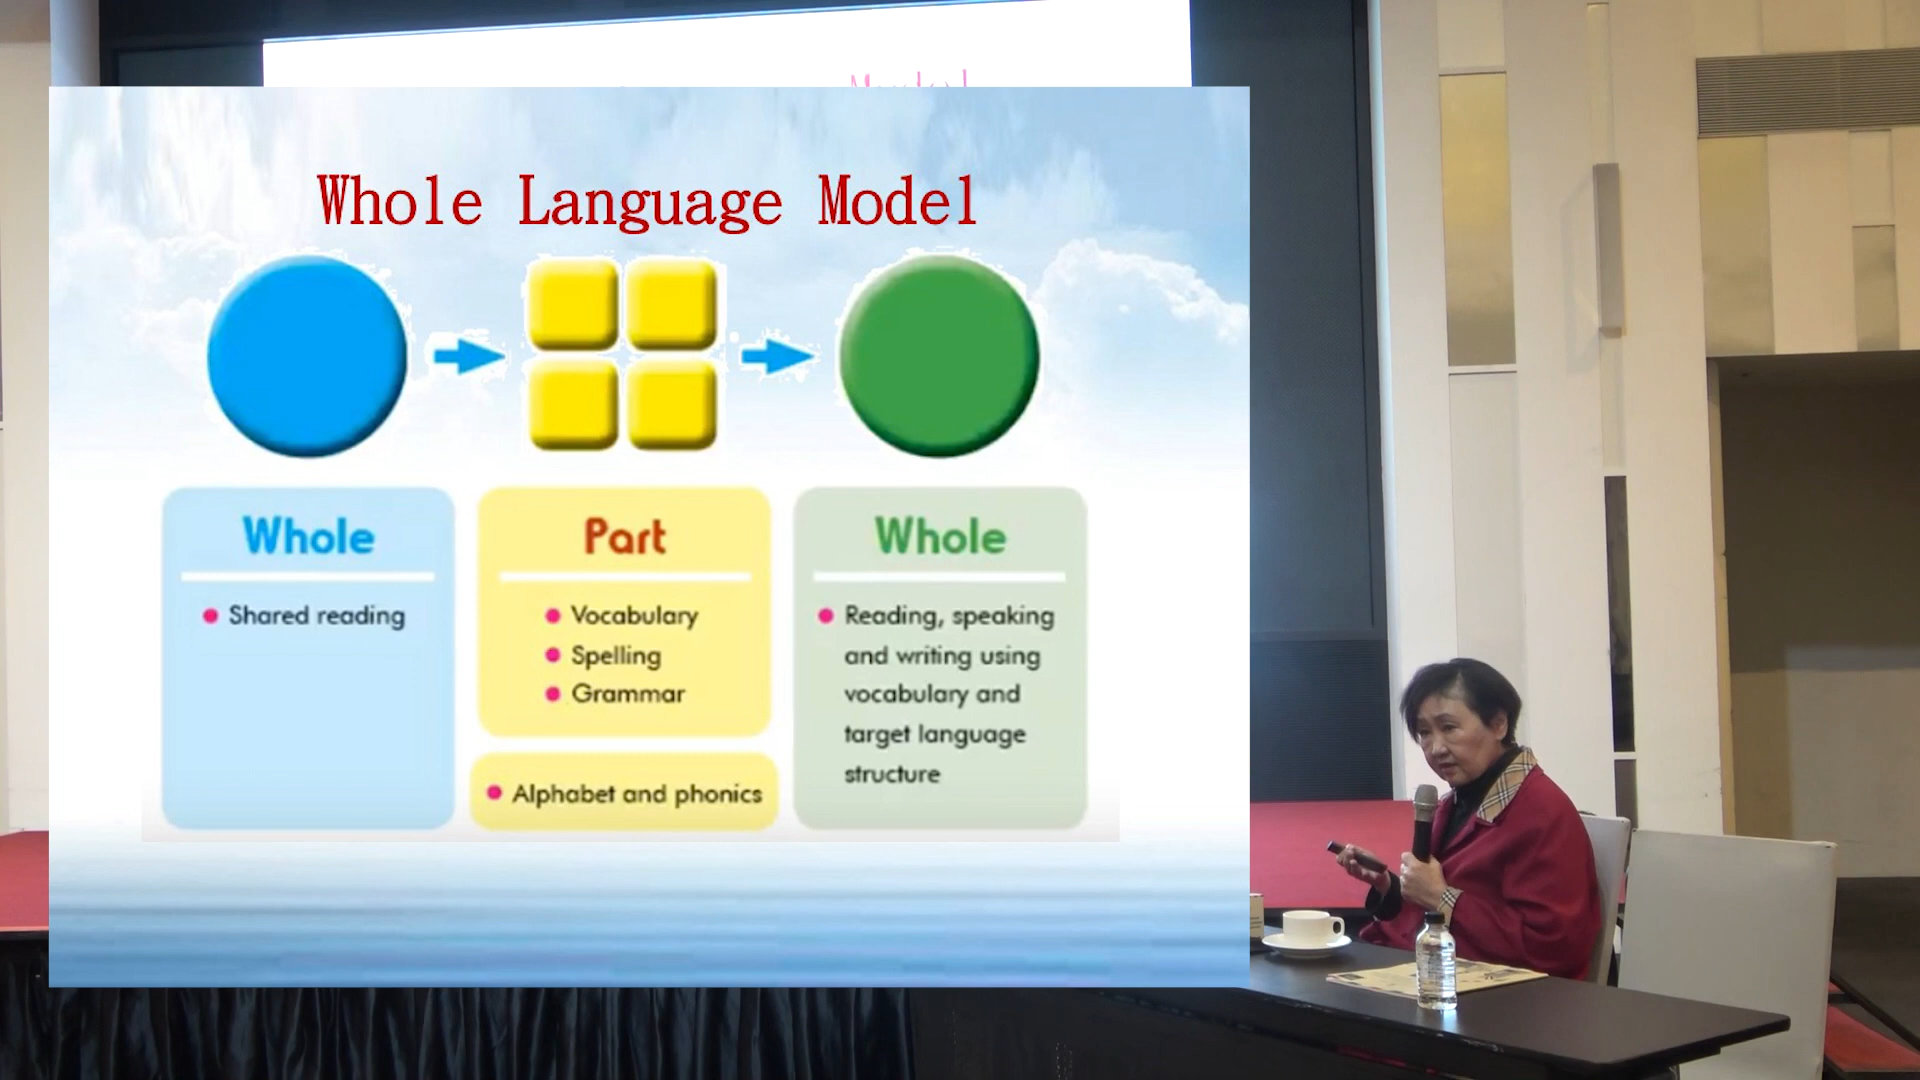 Whole Language Model
Whole
Shared reading
Part
Vocabulary
Spelling
Grammar
Alphabet and phonics
Whole
Reading, speaking
and writing using
vocabulary and
target language
structure